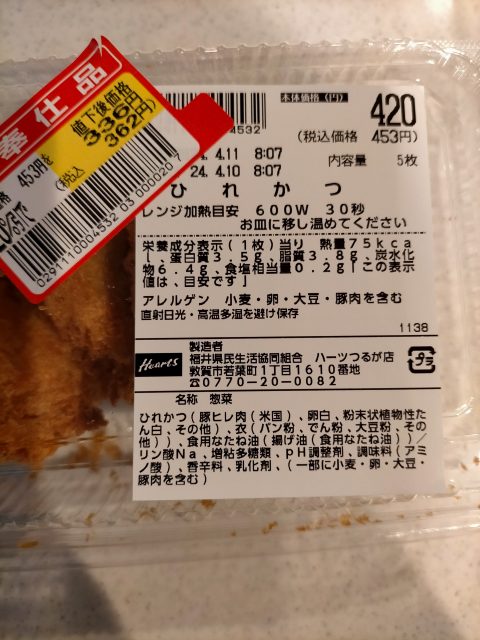 奉仕品
値下後価格
336円
362円
453円を
(税込
0291110004532 03 000020 7
本体価格 (円)
420
(税込価格 453円)
4532
4.11 8:07
内容量 5枚
24. 4.10 8:07
ひれかつ
レンジ加熱目安 600W 30秒
お皿に移し温めてください
栄養成分表示(1枚)当り 熱量75kca
l、蛋白質3.5g、脂質3.8g、炭水化
物6.4g、食塩相当量0.2g[この表示
値は、目安です]
アレルゲン 小麦・卵・大豆・豚肉を含む
直射日光・高温多湿を避け保存
1138
製造者
Hearts
福井県民生活協同組合 ハーツつるが店
敦賀市若葉町1丁目1610番地
☎0770-20-0082
プラ
名称 惣菜
ひれかつ(豚ヒレ肉(米国)、卵白、粉末状植物性た
ん白、その他)、衣(パン粉、でん粉、大豆粉、その
他))、食用なたね油(揚げ油(食用なたね油))/
リン酸Na、増粘多糖類、pH調整剤、調味料(アミ
ノ酸)、香辛料、乳化剤、(一部に小麦・卵・大豆・
豚肉を含む)